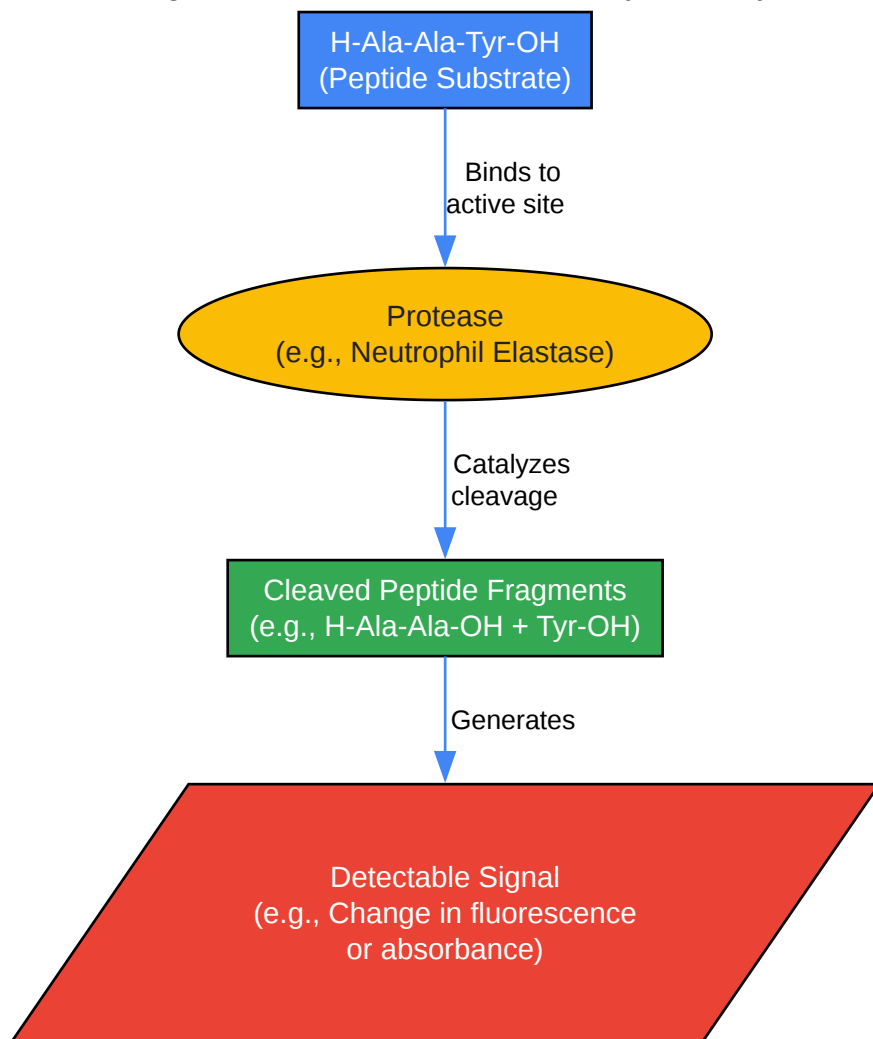 H-Ala-Ala-Tyr-OH
(Peptide Substrate)
Binds to
active site
Protease
(e.g., Neutrophil Elastase)
Catalyzes
cleavage
Cleaved Peptide Fragments
(e.g., H-Ala-Ala-OH + Tyr-OH)
Generates
Detectable Signal
(e.g., Change in fluorescence
or absorbance)